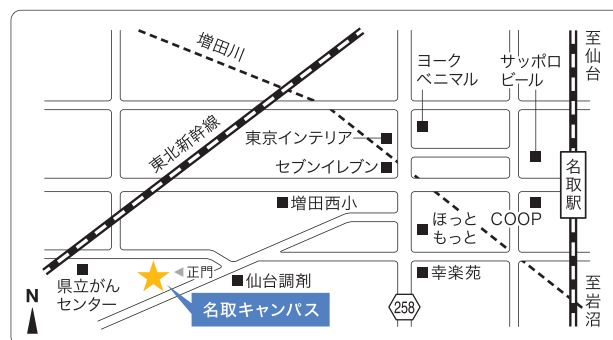 増田川
ヨーク
ベニマル
サッポロ
ビール
至仙台
東北新幹線
東京インテリア
セブンイレブン
名取駅
増田西小
ほっと
もっと
COOP
県立がん
センター
正門
仙台調剤
幸楽苑
至岩沼
N
名取キャンパス
258